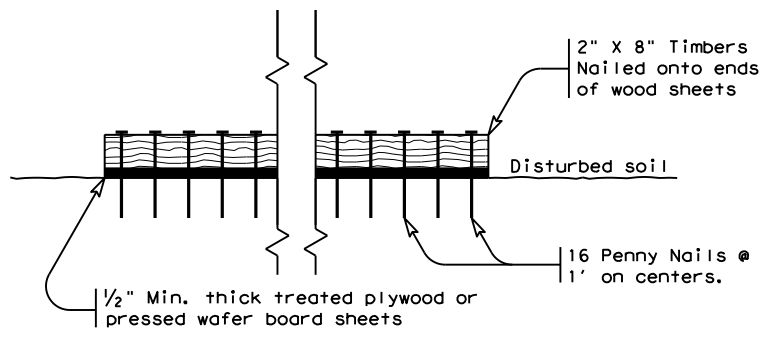 2" X 8" Timbers
Nailed onto ends
of wood sheets
Disturbed soil
16 Penny Nails @
1' on centers.
½" Min. thick treated plywood or
pressed wafer board sheets